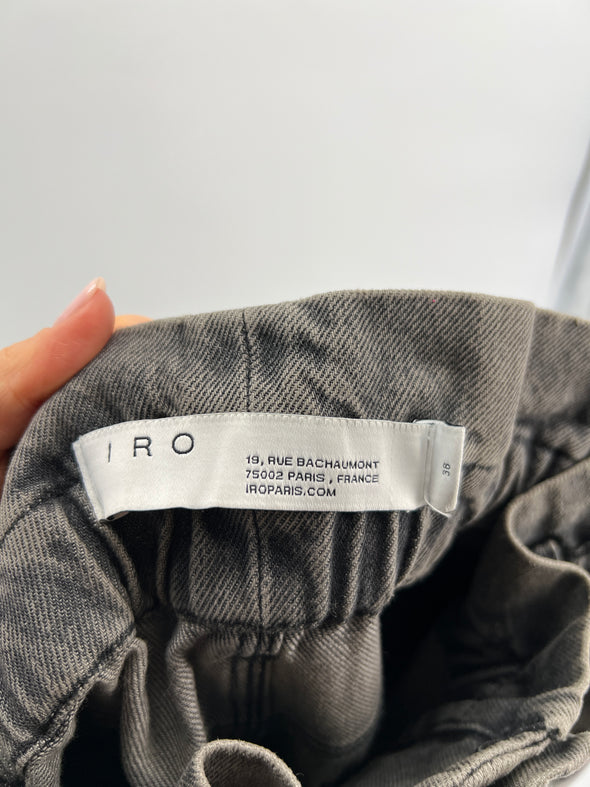 IRO
19, RUE BACHAUMONT
75002 PARIS , FRANCE
IROPARIS.COM
38